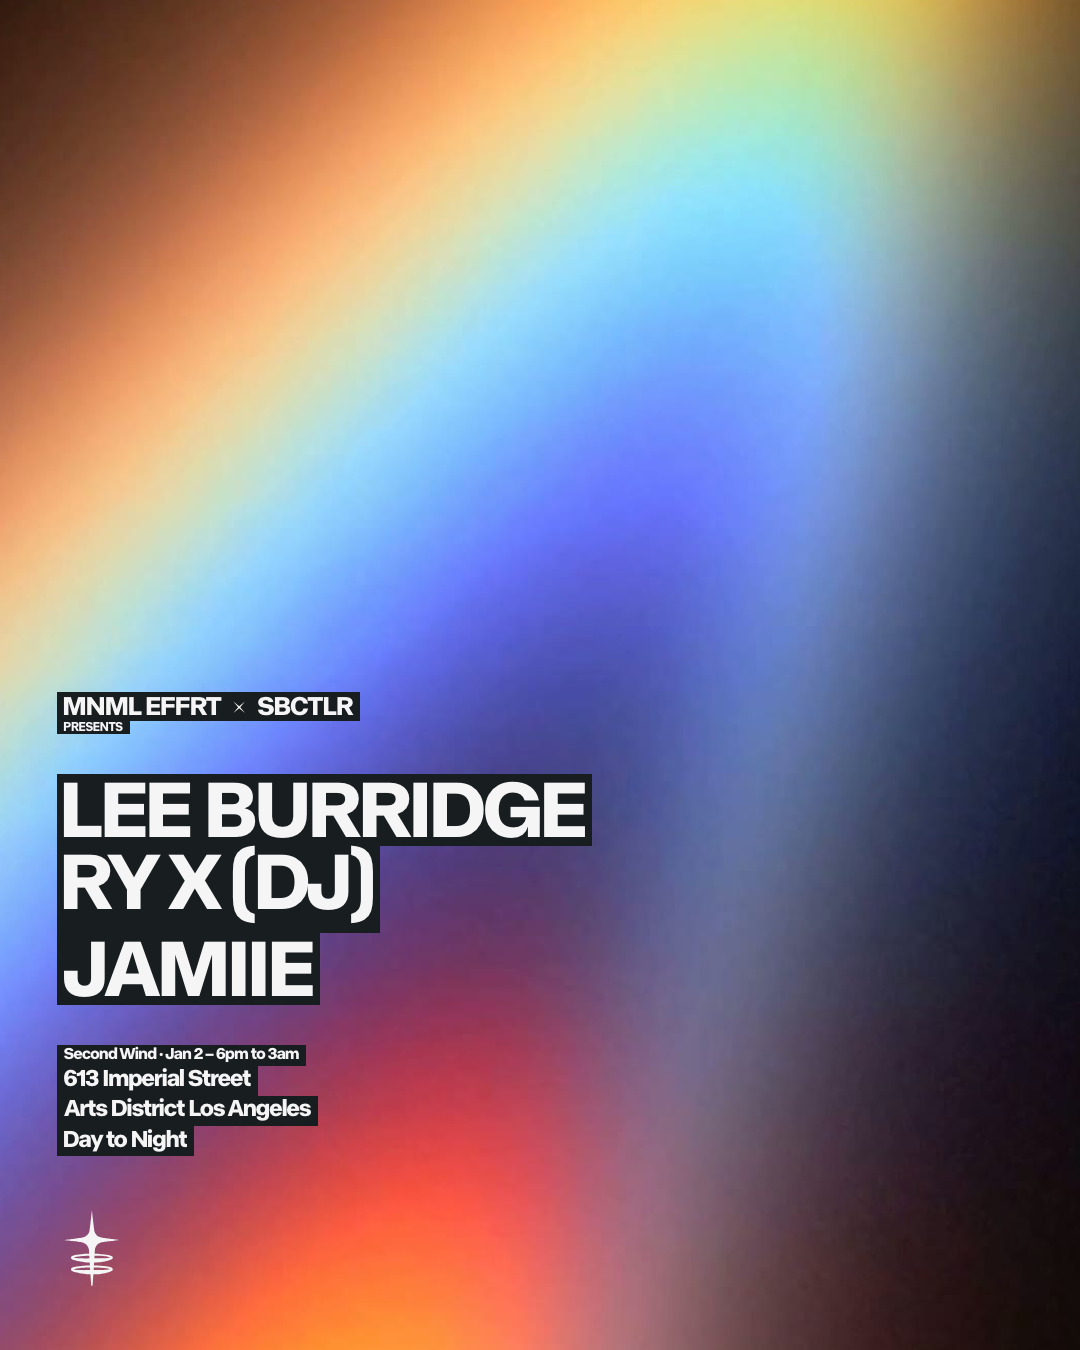 MNML EFFRT × SBCTLR
PRESENTS
LEE BURRIDGE
RY X (DJ)
JAMIIE
Second Wind · Jan 2 – 6pm to 3am
613 Imperial Street
Arts District Los Angeles
Day to Night